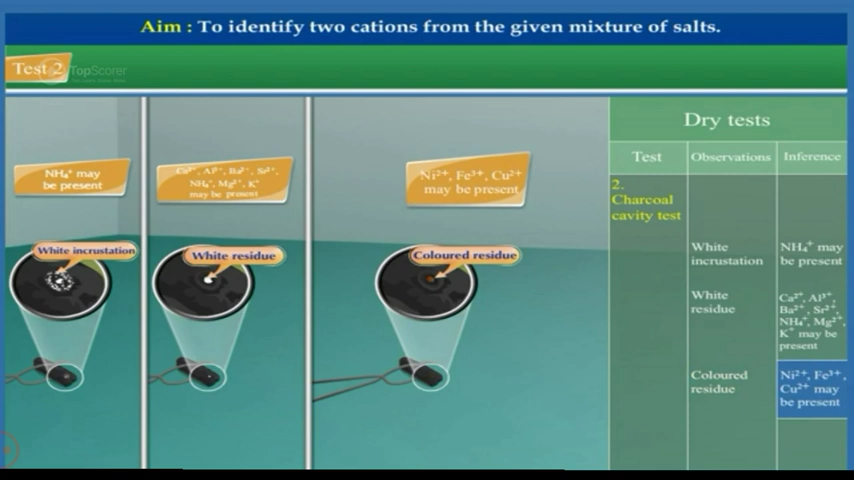 Aim : To identify two cations from the given mixture of salts.
Test 2
TopScorer
NH₄⁺ may
be present
Ca²⁺, Al³⁺, Ba²⁺, Sr²⁺,
NH₄⁺, Mg²⁺, K⁺
may be present
Ni²⁺, Fe³⁺, Cu²⁺
may be present
White incrustation
White residue
Coloured residue
Dry tests
Test
Observations
Inference
2.
Charcoal
cavity test
White
incrustation
NH₄⁺ may
be present
White
residue
Ca²⁺, Al³⁺,
Ba²⁺, Sr²⁺,
NH₄⁺, Mg²⁺,
K⁺ may be
present
Coloured
residue
Ni²⁺, Fe³⁺,
Cu²⁺ may
be present